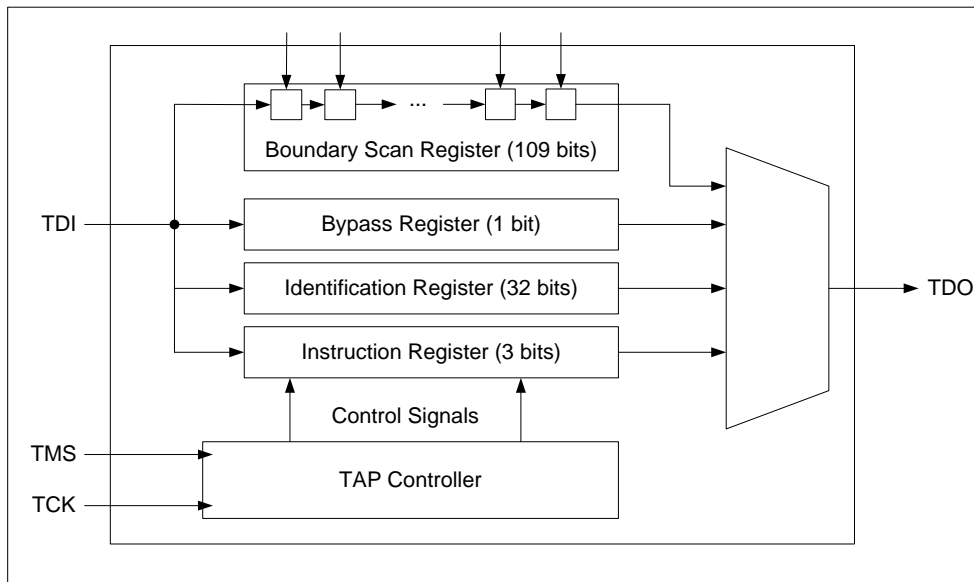 ...
Boundary Scan Register (109 bits)
TDI
Bypass Register (1 bit)
Identification Register (32 bits)
TDO
Instruction Register (3 bits)
Control Signals
TMS
TAP Controller
TCK